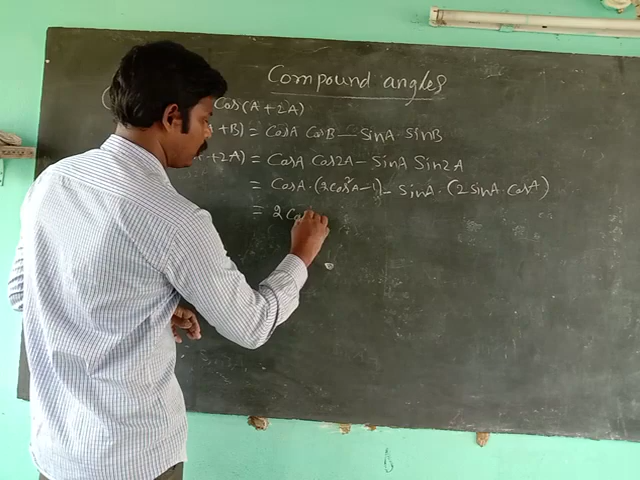 Compound angles
Cos(A + 2A)
+ B) = CosA CosB – SinA · SinB
+ 2A) = CosA Cos2A – SinA Sin2A
= CosA · (2Cos²A – 1) – SinA · (2SinA · CosA)
= 2 Cos